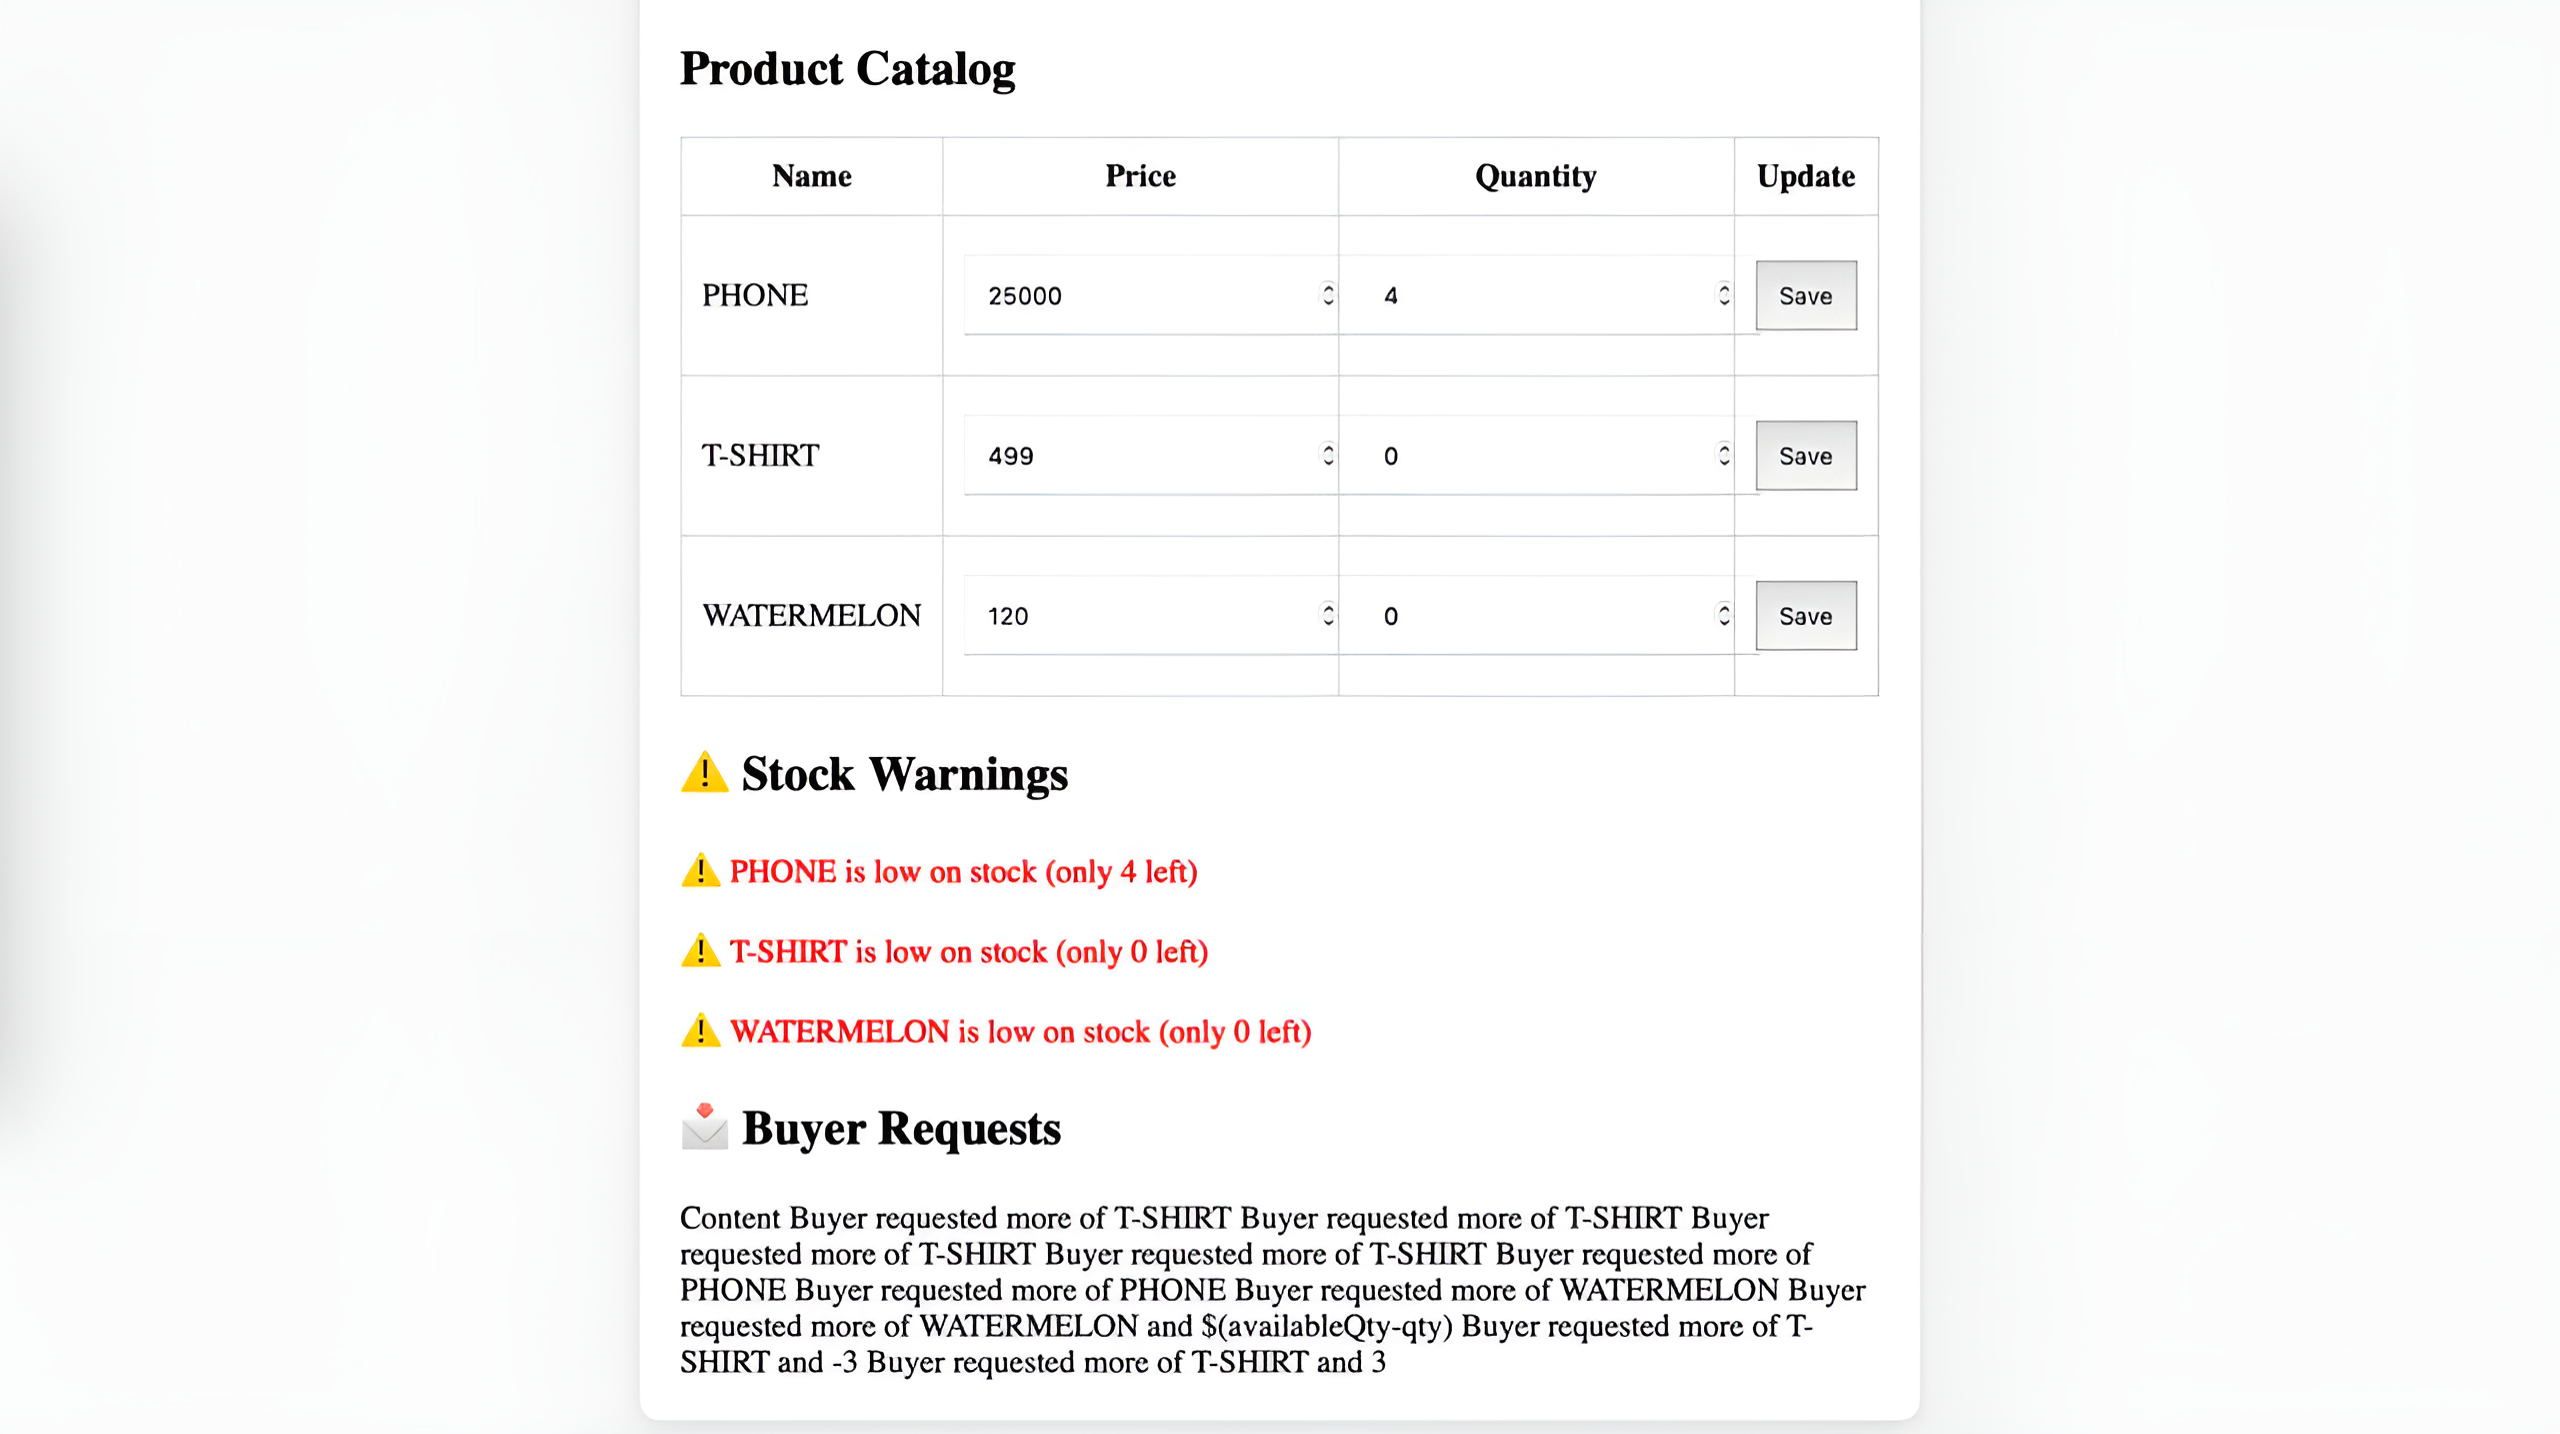 Product Catalog
Name Price Quantity Update
PHONE 25000 4 Save
T-SHIRT 499 0 Save
WATERMELON 120 0 Save
⚠️ Stock Warnings
⚠️ PHONE is low on stock (only 4 left)
⚠️ T-SHIRT is low on stock (only 0 left)
⚠️ WATERMELON is low on stock (only 0 left)
📩 Buyer Requests
Content Buyer requested more of T-SHIRT Buyer requested more of T-SHIRT Buyer
requested more of T-SHIRT Buyer requested more of T-SHIRT Buyer requested more of
PHONE Buyer requested more of PHONE Buyer requested more of WATERMELON Buyer
requested more of WATERMELON and $(availableQty-qty) Buyer requested more of T-
SHIRT and -3 Buyer requested more of T-SHIRT and 3